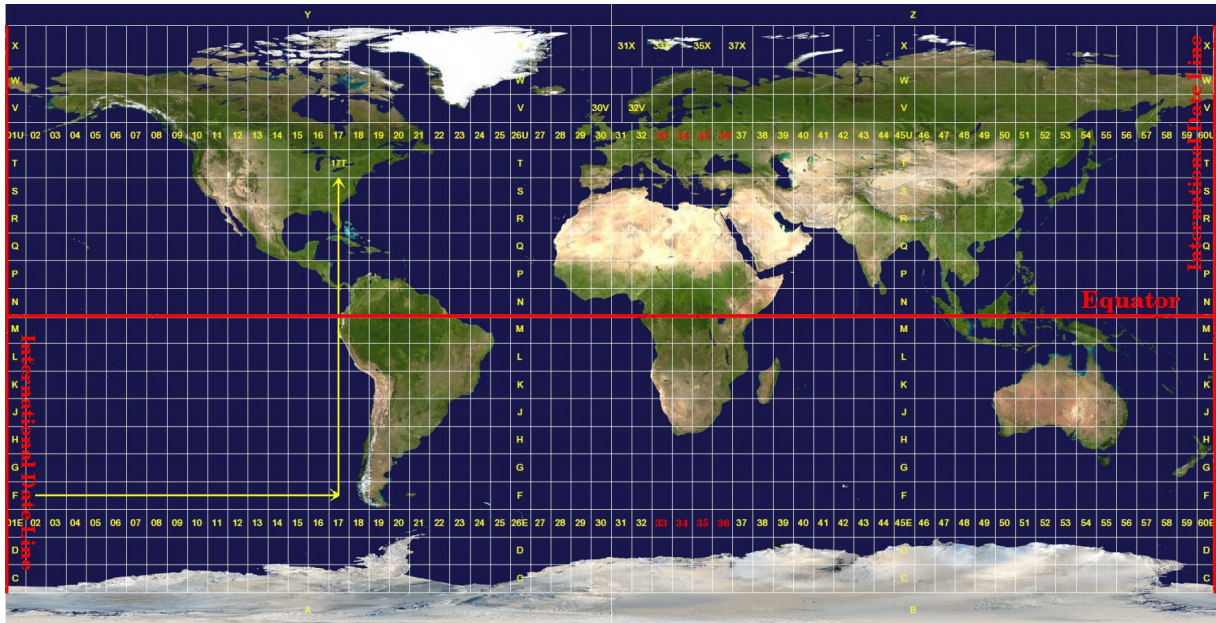 Y Z
X X 31X 33X 35X 37X X
W W W W
V V 30V 32V V V
01U 02 03 04 05 06 07 08 09 10 11 12 13 14 15 16 17 18 19 20 21 22 23 24 25 26U 27 28 29 30 31 32 33 34 35 36 37 38 39 40 41 42 43 44 45U 46 47 48 49 50 51 52 53 54 55 56 57 58 59 60U
T 17T T T T
S S S S
R R R R
Q Q Q Q
P P P P
N N N N
International Date Line
Equator
M M M M
L L L L
K K K K
J J J J
H H H H
G G G G
F F F F
01E 02 03 04 05 06 07 08 09 10 11 12 13 14 15 16 17 18 19 20 21 22 23 24 25 26E 27 28 29 30 31 32 33 34 35 36 37 38 39 40 41 42 43 44 45E 46 47 48 49 50 51 52 53 54 55 56 57 58 59 60E
D D D D
C C C C
International Date Line
A B